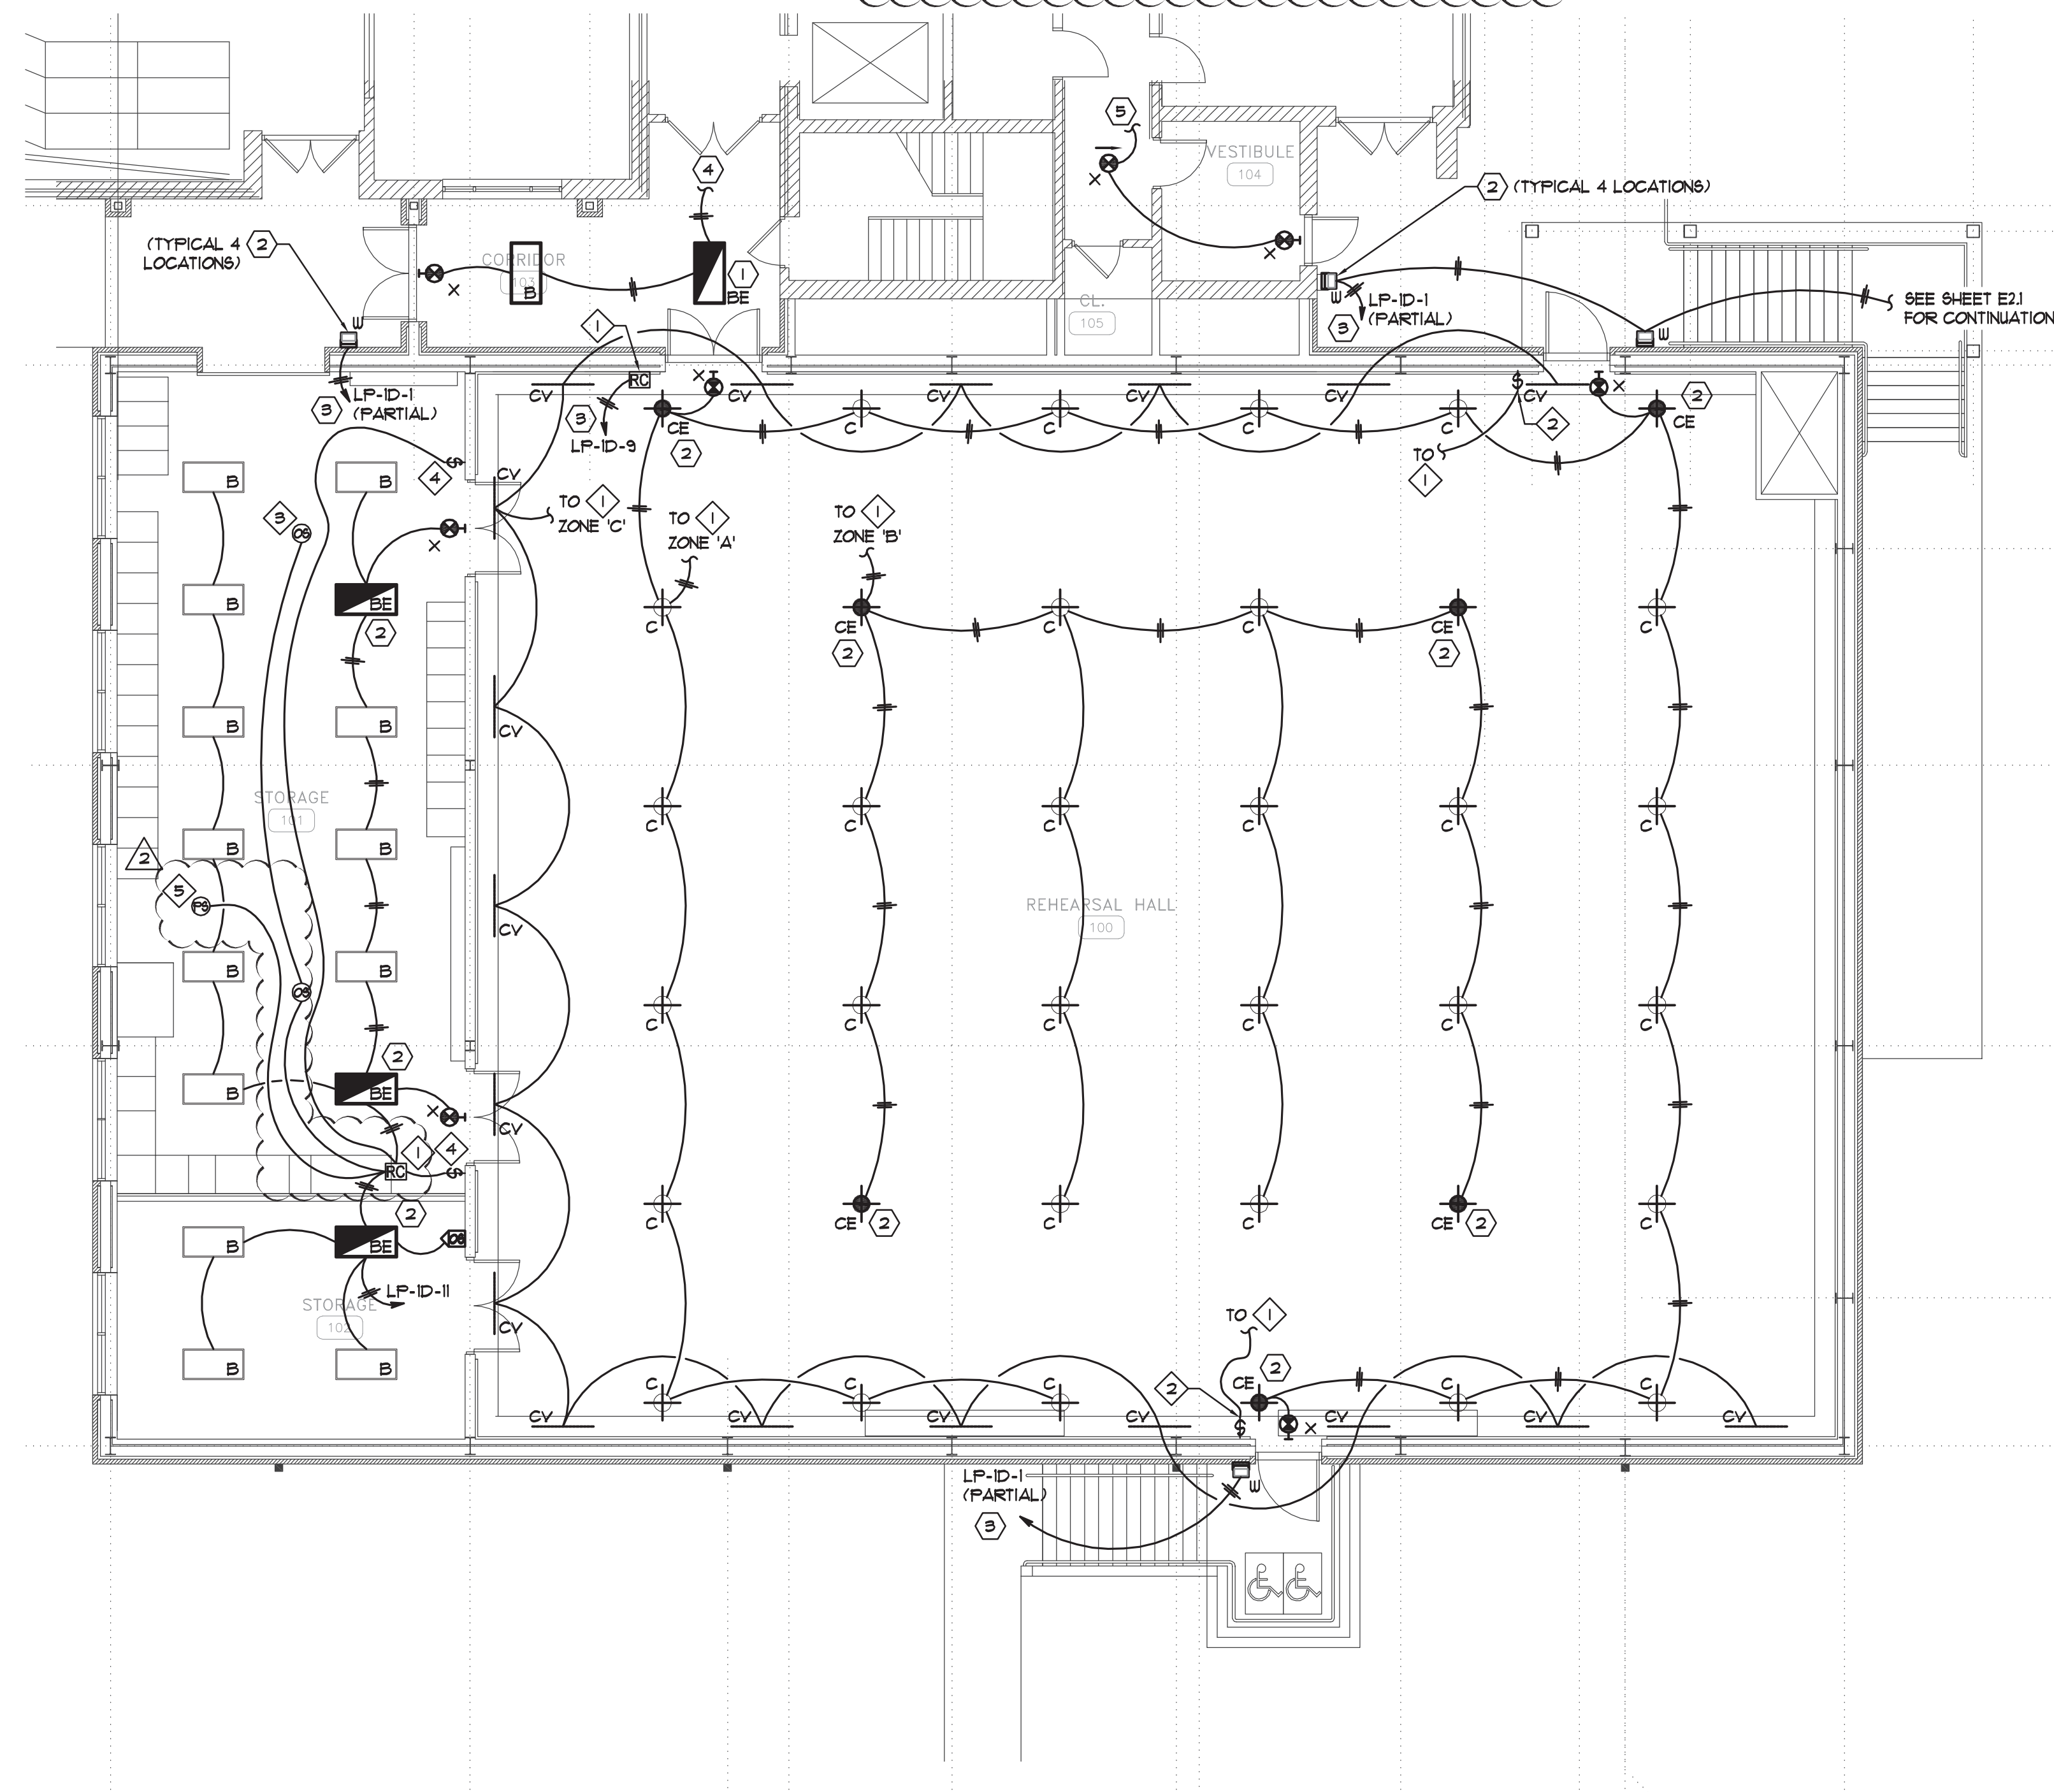 5
VESTIBULE
104
4
2 (TYPICAL 4 LOCATIONS)
X
(TYPICAL 4 2
LOCATIONS)
X
CORRIDOR
103
B
X
1
BE
W
LP-1D-1
(PARTIAL)
3
SEE SHEET E2.1
FOR CONTINUATION
CL.
105
W
W
1
LP-1D-1
(PARTIAL)
3
RC
X
3
LP-1D-9
CV
CV
CV
CV
CV
CV
S
X
2
CE
2
C
C
C
C
2
CE
TO
1
S
4
B
B
CV
3
OS
X
TO 1
ZONE 'C'
TO 1
ZONE 'A'
TO 1
ZONE 'B'
B
BE
2
C
CE
2
C
C
CE
2
C
B
B
CV
STORAGE
101
C
C
C
C
C
C
2
B
B
5
PS
CV
REHEARSAL HALL
100
B
B
OS
C
C
C
C
C
C
2
B
BE
X
CV
1
4
RC
S
2
C
CE
2
C
C
CE
2
C
B
BE
OS
LP-1D-11
STORAGE
102
CV
TO 1
B
B
2
2
CE
C
C
C
C
C
CV
CV
CV
CV
S
X
CV
CV
CV
LP-1D-1
(PARTIAL)
W
3